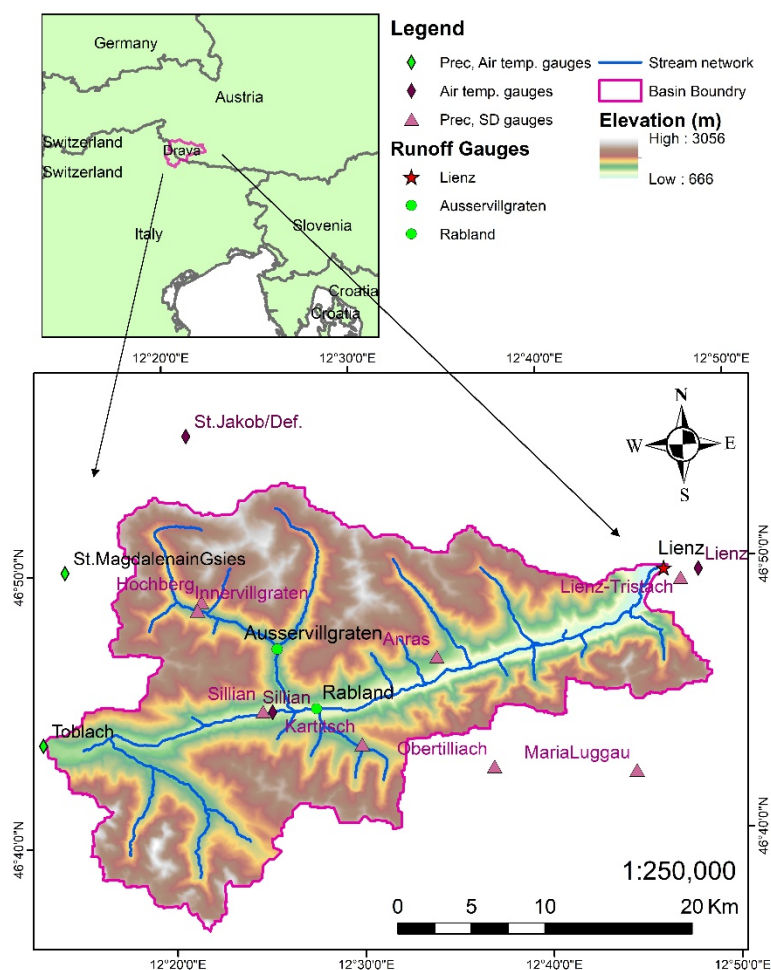 Germany
Austria
Switzerland
Switzerland
Drava
Italy
Slovenia
Croatia
Croatia
Legend
Prec, Air temp. gauges
Air temp. gauges
Prec, SD gauges
Runoff Gauges
Lienz
Ausservillgraten
Rabland
Stream network
Basin Boundry
Elevation (m)
High : 3056
Low : 666
12°20'0"E
12°30'0"E
12°40'0"E
12°50'0"E
N
W
E
S
St.Jakob/Def.
46°50'0"N
46°50'0"N
St.MagdalenainGsies
Lienz
Lienz
Hochberg
Innervillgraten
Lienz-Tristach
Ausservillgraten
Anras
Sillian
Sillian
Rabland
Toblach
Kartitsch
Obertilliach
MariaLuggau
46°40'0"N
46°40'0"N
1:250,000
0 5 10 20 Km
12°20'0"E
12°30'0"E
12°40'0"E
12°50'0"E